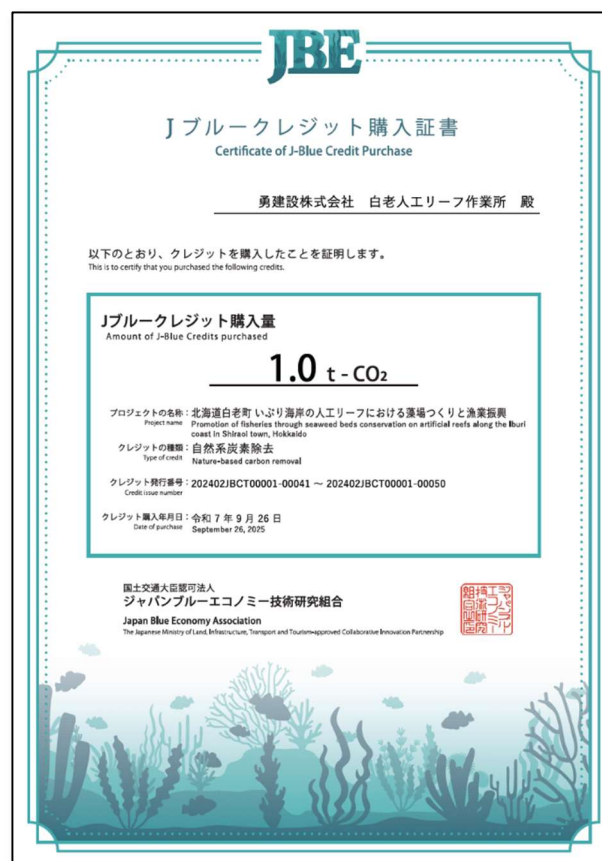 JBE
Jブルークレジット購入証書
Certificate of J-Blue Credit Purchase
勇建設株式会社 白老人工リーフ作業所 殿
以下のとおり、クレジットを購入したことを証明します。
This is to certify that you purchased the following credits.
Jブルークレジット購入量
Amount of J-Blue Credits purchased
1.0 t - CO₂
プロジェクトの名称：北海道白老町 いぶり海岸の人工リーフにおける藻場つくりと漁業振興
Project name Promotion of fisheries through seaweed beds conservation on artificial reefs along the Iburi
coast in Shiraoi town, Hokkaido
クレジットの種類：自然系炭素除去
Type of credit Nature-based carbon removal
クレジット発行番号：202402JBCT00001-00041 ～ 202402JBCT00001-00050
Credit issue number
クレジット購入年月日：令和 7 年 9 月 26 日
Date of purchase September 26, 2025
国土交通大臣認可法人
ジャパンブルーエコノミー技術研究組合
Japan Blue Economy Association
The Japanese Ministry of Land, Infrastructure, Transport and Tourism-approved Collaborative Innovation Partnership